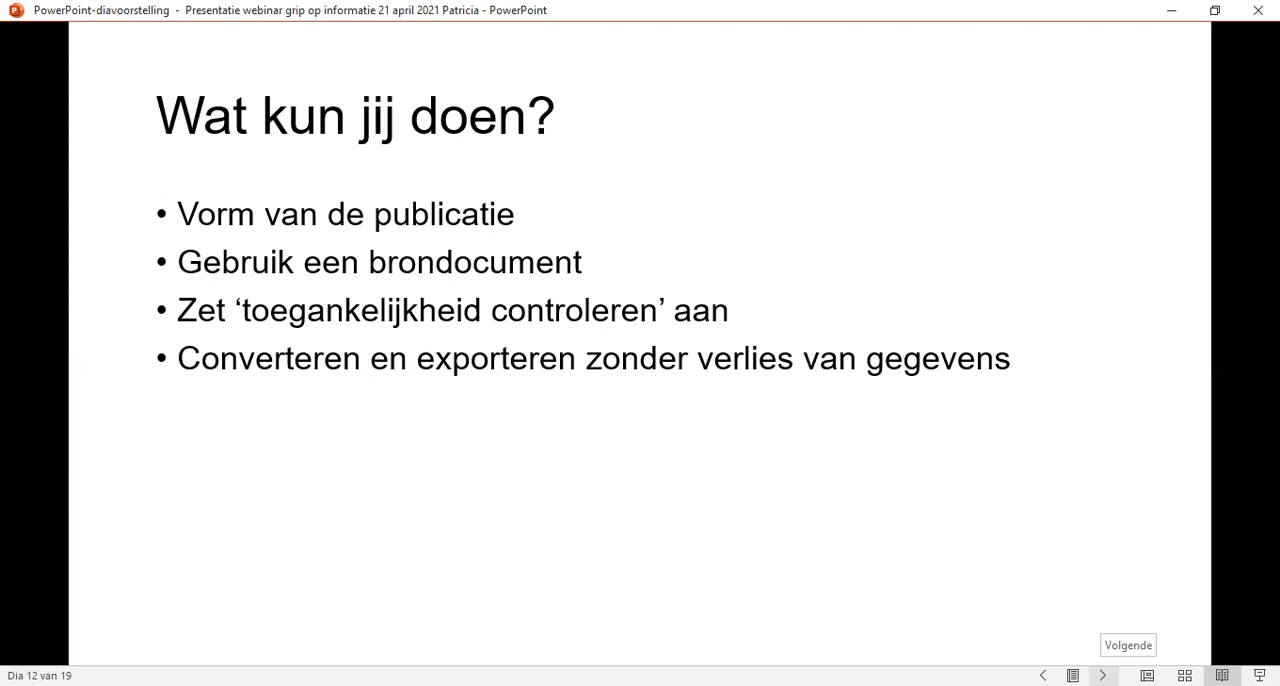 PowerPoint-diavoorstelling - Presentatie webinar grip op informatie 21 april 2021 Patricia - PowerPoint
Wat kun jij doen?
• Vorm van de publicatie
• Gebruik een brondocument
• Zet ‘toegankelijkheid controleren’ aan
• Converteren en exporteren zonder verlies van gegevens
Volgende
Dia 12 van 19